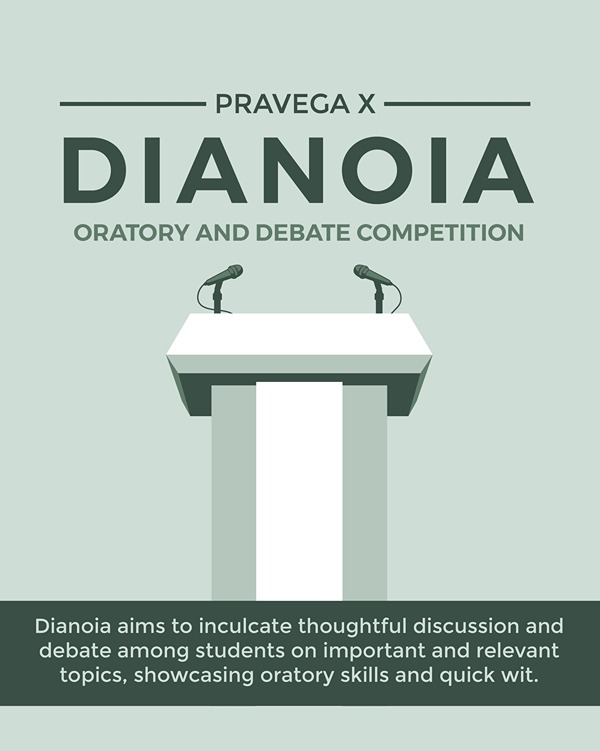 PRAVEGA X
DIANOIA
ORATORY AND DEBATE COMPETITION
Dianoia aims to inculcate thoughtful discussion and
debate among students on important and relevant
topics, showcasing oratory skills and quick wit.